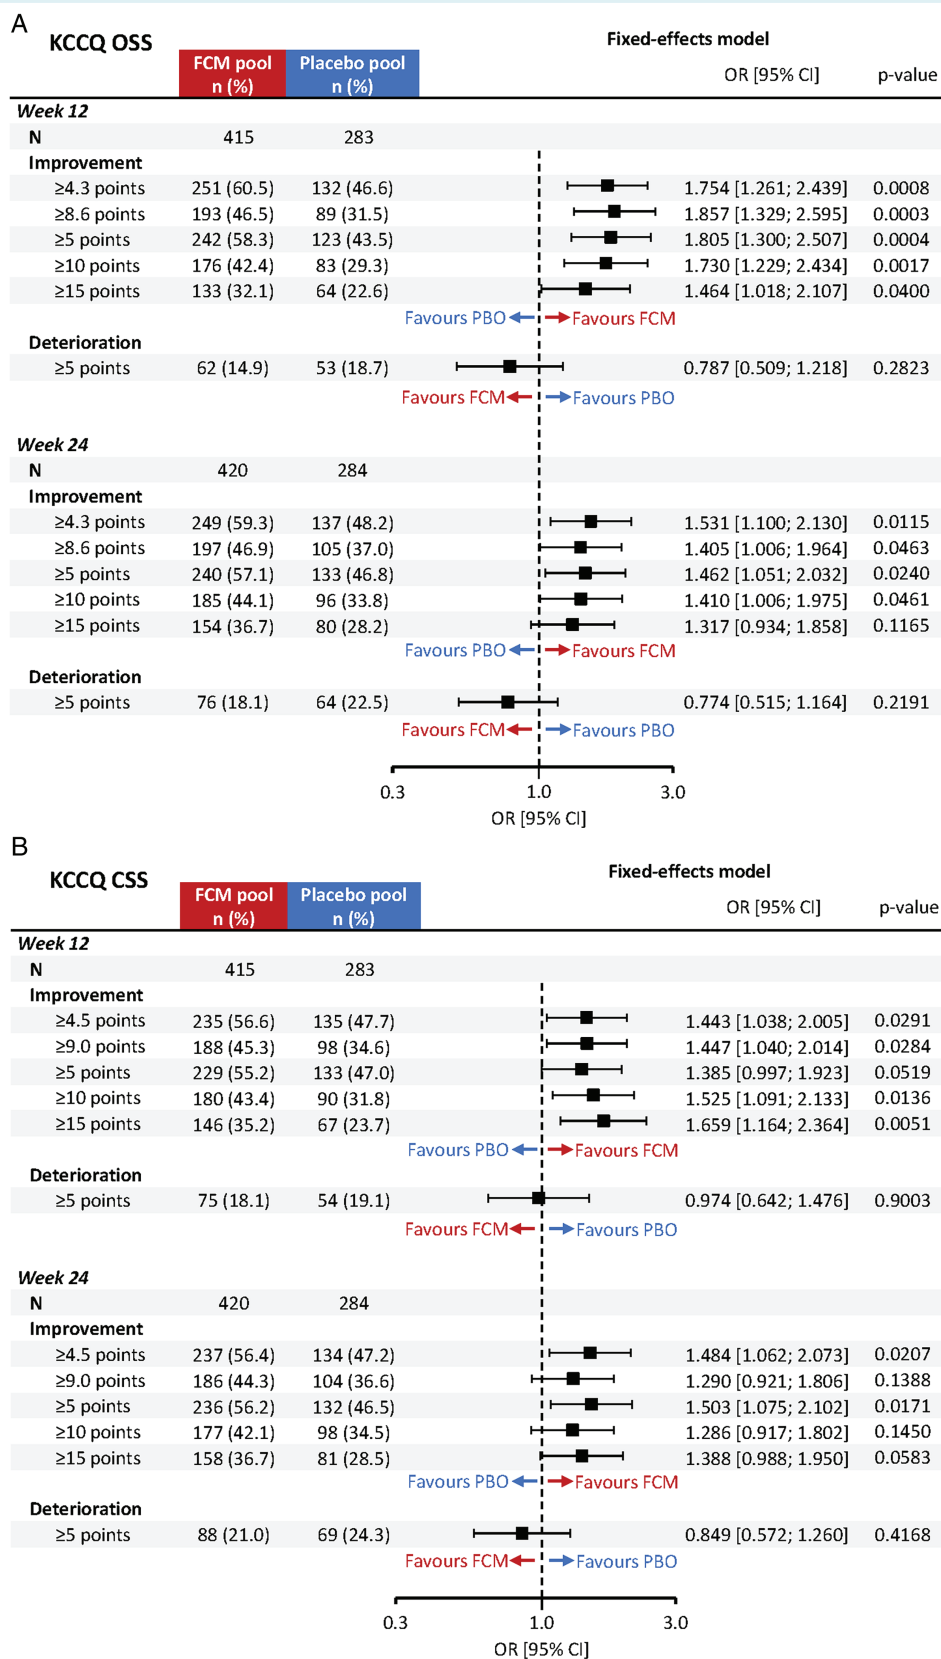 A
KCCQ OSS
Fixed-effects model
FCM pool n (%) Placebo pool n (%) OR [95% CI] p-value
Week 12
N 415 283
Improvement
≥4.3 points 251 (60.5) 132 (46.6) 1.754 [1.261; 2.439] 0.0008
≥8.6 points 193 (46.5) 89 (31.5) 1.857 [1.329; 2.595] 0.0003
≥5 points 242 (58.3) 123 (43.5) 1.805 [1.300; 2.507] 0.0004
≥10 points 176 (42.4) 83 (29.3) 1.730 [1.229; 2.434] 0.0017
≥15 points 133 (32.1) 64 (22.6) 1.464 [1.018; 2.107] 0.0400
Favours PBO Favours FCM
Deterioration
≥5 points 62 (14.9) 53 (18.7) 0.787 [0.509; 1.218] 0.2823
Favours FCM Favours PBO
Week 24
N 420 284
Improvement
≥4.3 points 249 (59.3) 137 (48.2) 1.531 [1.100; 2.130] 0.0115
≥8.6 points 197 (46.9) 105 (37.0) 1.405 [1.006; 1.964] 0.0463
≥5 points 240 (57.1) 133 (46.8) 1.462 [1.051; 2.032] 0.0240
≥10 points 185 (44.1) 96 (33.8) 1.410 [1.006; 1.975] 0.0461
≥15 points 154 (36.7) 80 (28.2) 1.317 [0.934; 1.858] 0.1165
Favours PBO Favours FCM
Deterioration
≥5 points 76 (18.1) 64 (22.5) 0.774 [0.515; 1.164] 0.2191
Favours FCM Favours PBO
0.3 1.0 3.0
OR [95% CI]
B
KCCQ CSS
Fixed-effects model
FCM pool n (%) Placebo pool n (%) OR [95% CI] p-value
Week 12
N 415 283
Improvement
≥4.5 points 235 (56.6) 135 (47.7) 1.443 [1.038; 2.005] 0.0291
≥9.0 points 188 (45.3) 98 (34.6) 1.447 [1.040; 2.014] 0.0284
≥5 points 229 (55.2) 133 (47.0) 1.385 [0.997; 1.923] 0.0519
≥10 points 180 (43.4) 90 (31.8) 1.525 [1.091; 2.133] 0.0136
≥15 points 146 (35.2) 67 (23.7) 1.659 [1.164; 2.364] 0.0051
Favours PBO Favours FCM
Deterioration
≥5 points 75 (18.1) 54 (19.1) 0.974 [0.642; 1.476] 0.9003
Favours FCM Favours PBO
Week 24
N 420 284
Improvement
≥4.5 points 237 (56.4) 134 (47.2) 1.484 [1.062; 2.073] 0.0207
≥9.0 points 186 (44.3) 104 (36.6) 1.290 [0.921; 1.806] 0.1388
≥5 points 236 (56.2) 132 (46.5) 1.503 [1.075; 2.102] 0.0171
≥10 points 177 (42.1) 98 (34.5) 1.286 [0.917; 1.802] 0.1450
≥15 points 158 (36.7) 81 (28.5) 1.388 [0.988; 1.950] 0.0583
Favours PBO Favours FCM
Deterioration
≥5 points 88 (21.0) 69 (24.3) 0.849 [0.572; 1.260] 0.4168
Favours FCM Favours PBO
0.3 1.0 3.0
OR [95% CI]